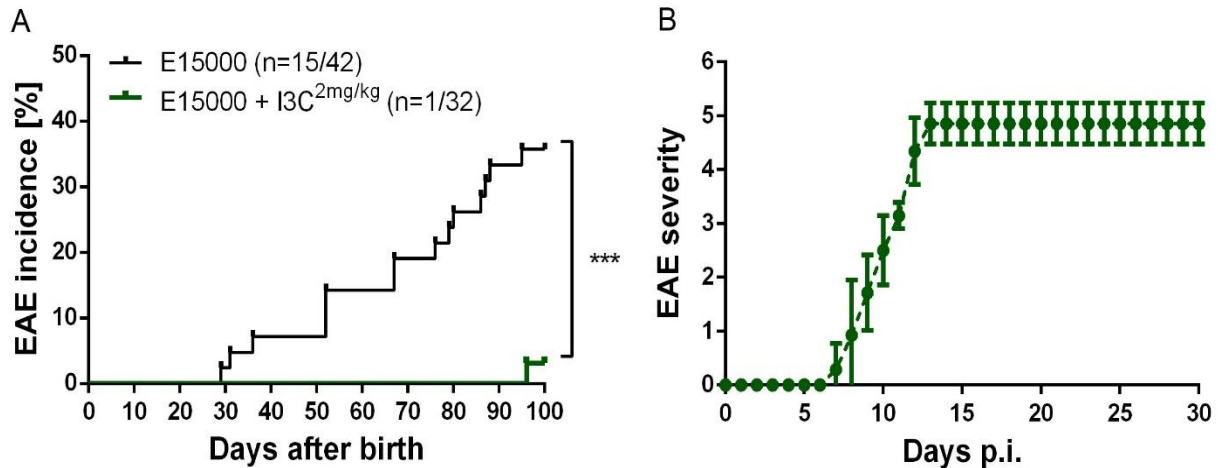 A
EAE incidence [%]
50
40
30
20
10
0
E15000 (n=15/42)
E15000 + I3C2mg/kg (n=1/32)
***
0 10 20 30 40 50 60 70 80 90 100
Days after birth
B
EAE severity
6
5
4
3
2
1
0
0 5 10 15 20 25 30
Days p.i.